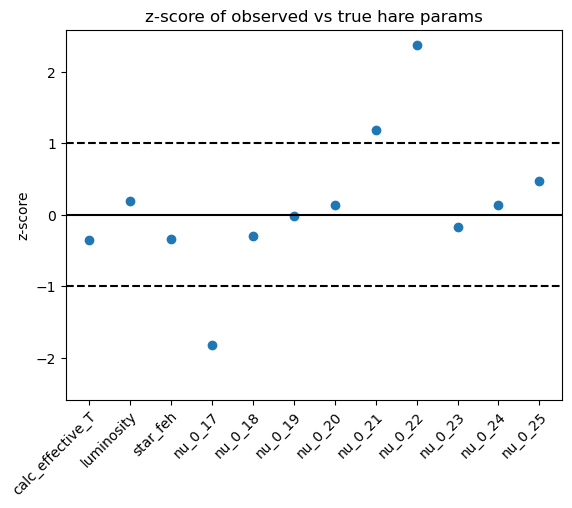 z-score of observed vs true hare params
z-score
2
1
0
−1
−2
calc_effective_T
luminosity
star_feh
nu_0_17
nu_0_18
nu_0_19
nu_0_20
nu_0_21
nu_0_22
nu_0_23
nu_0_24
nu_0_25